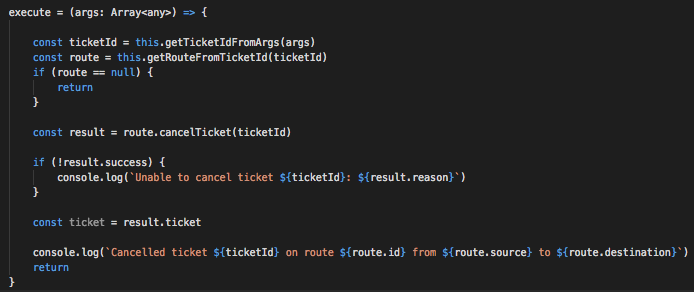 execute = (args: Array<any>) => {
const ticketId = this.getTicketIdFromArgs(args)
const route = this.getRouteFromTicketId(ticketId)
if (route == null) {
return
}
const result = route.cancelTicket(ticketId)
if (!result.success) {
console.log(`Unable to cancel ticket ${ticketId}: ${result.reason}`)
}
const ticket = result.ticket
console.log(`Cancelled ticket ${ticketId} on route ${route.id} from ${route.source} to ${route.destination}`)
return
}